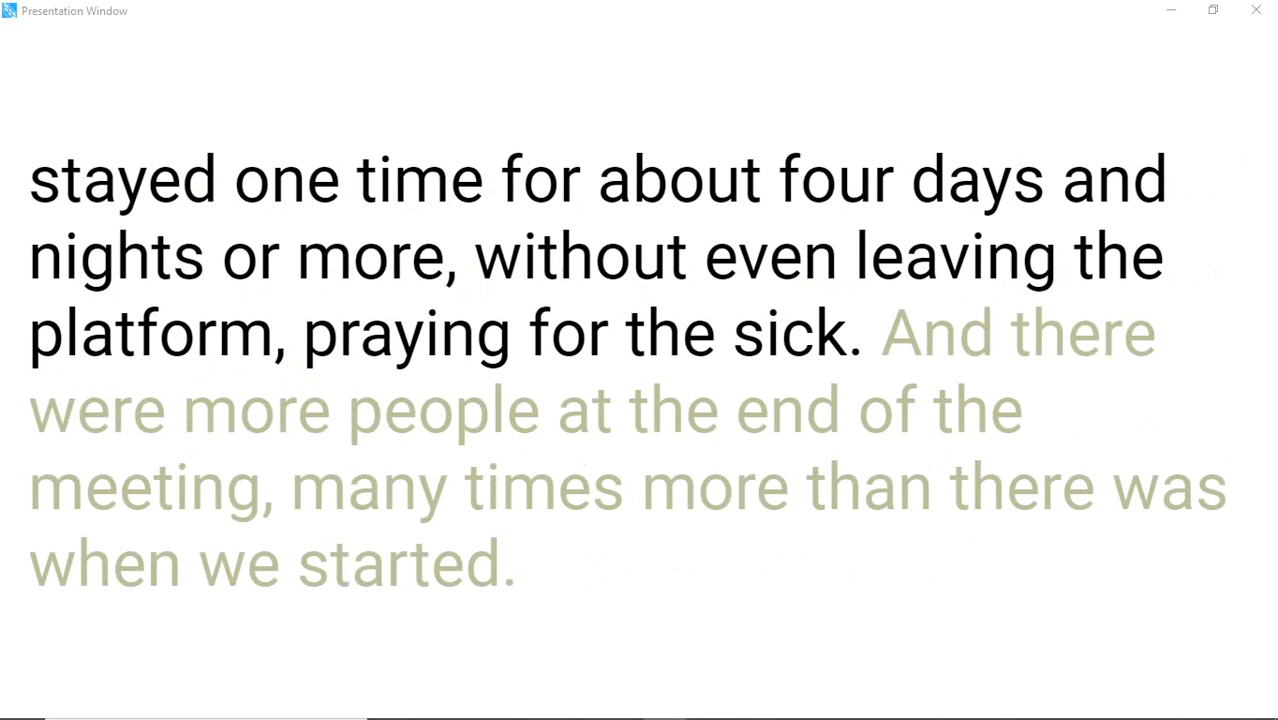 Presentation Window
stayed one time for about four days and
nights or more, without even leaving the
platform, praying for the sick. And there
were more people at the end of the
meeting, many times more than there was
when we started.